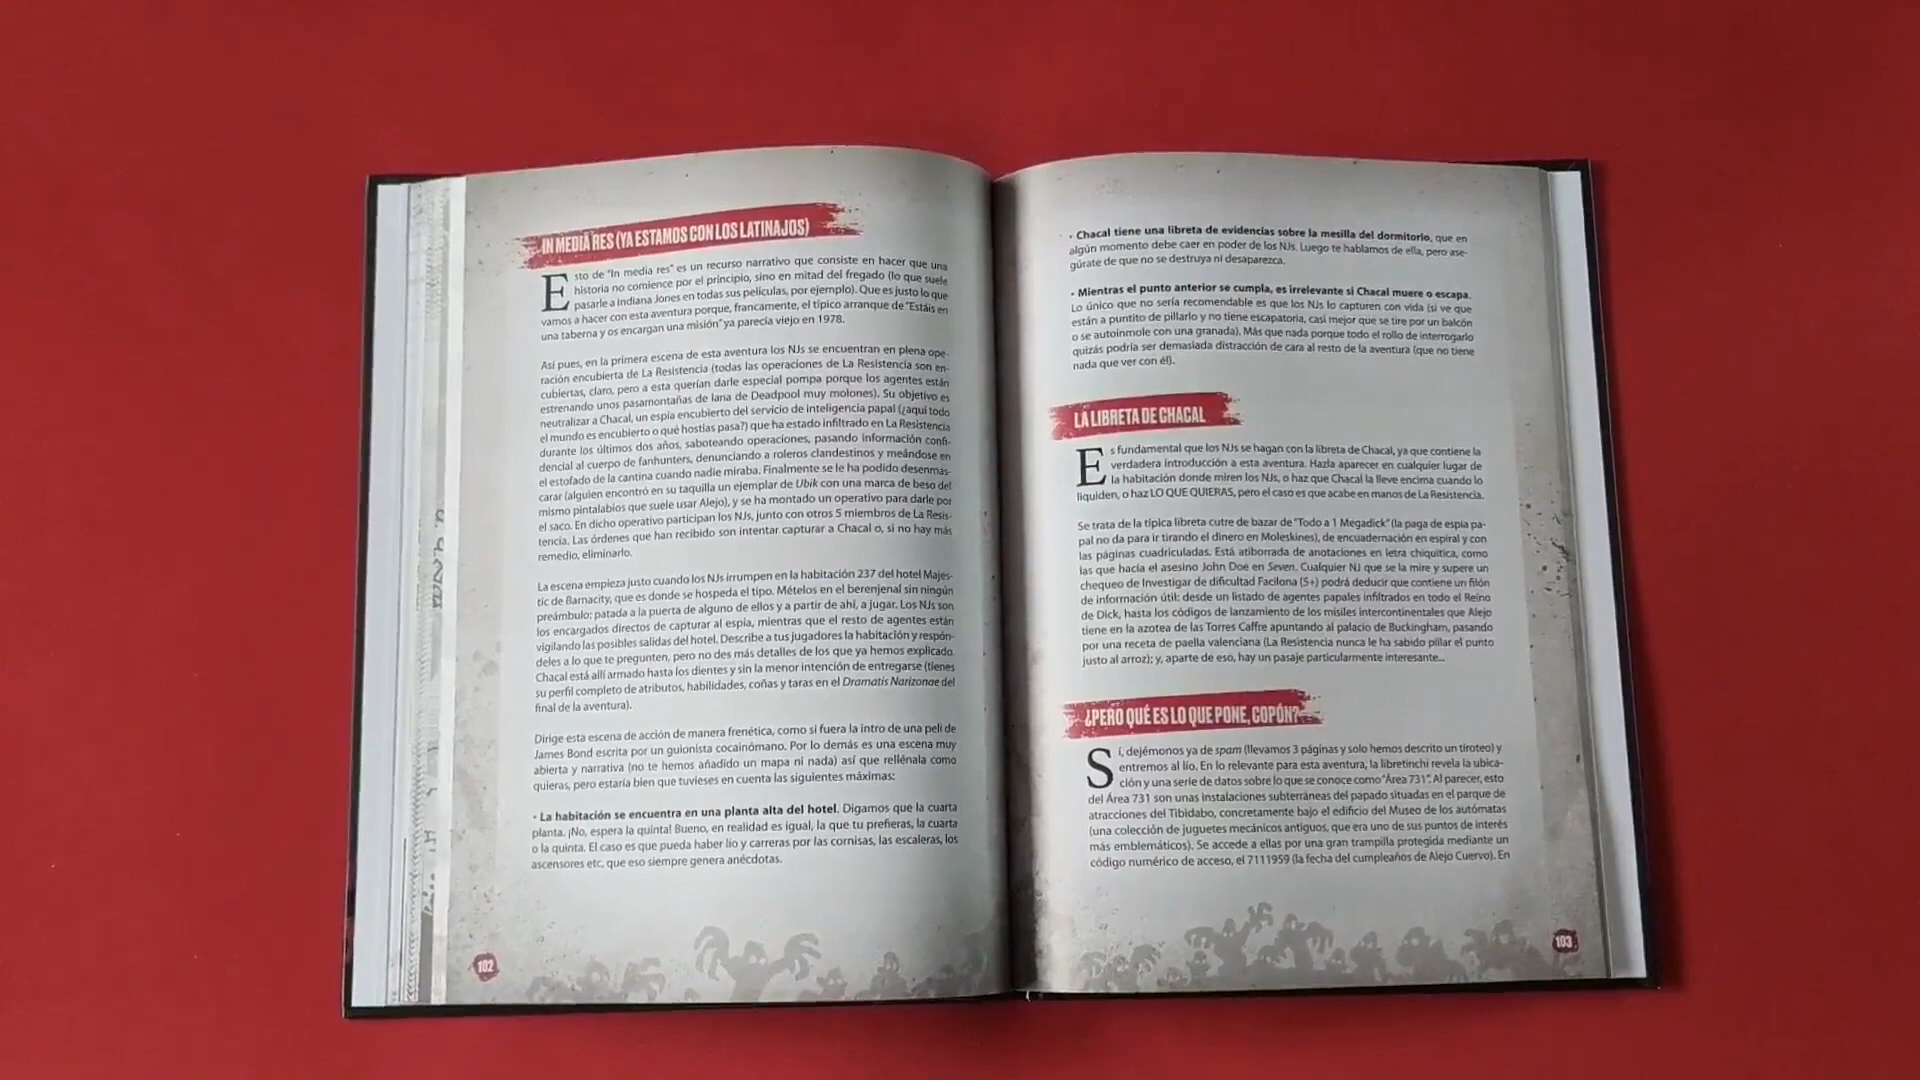 IN MEDIA RES (YA ESTAMOS CON LOS LATINAJOS)
Esto de "In media res" es un recurso narrativo que consiste en hacer que una
historia no comience por el principio, sino en mitad del fregado (lo que suele
pasarle a Indiana Jones en todas sus películas, por ejemplo). Que es justo lo que
vamos a hacer con esta aventura porque, francamente, el típico arranque de "Estáis en
una taberna y os encargan una misión" ya parecía viejo en 1978.
Así pues, en la primera escena de esta aventura los NJs se encuentran en plena ope-
ración encubierta de La Resistencia (todas las operaciones de La Resistencia son en-
cubiertas, claro, pero a esta querían darle especial pompa porque los agentes están
estrenando unos pasamontañas de lana de Deadpool muy molones). Su objetivo es
neutralizar a Chacal, un espía encubierto del servicio de inteligencia papal (¿aquí todo
el mundo es encubierto o qué hostias pasa?) que ha estado infiltrado en La Resistencia
durante los últimos dos años, saboteando operaciones, pasando información confi-
dencial al cuerpo de fanhunters, denunciando a roleros clandestinos y meándose en
el estofado de la cantina cuando nadie miraba. Finalmente se le ha podido desenmas-
carar (alguien encontró en su taquilla un ejemplar de Ubik con una marca de beso del
mismo pintalabios que suele usar Alejo), y se ha montado un operativo para darle por
el saco. En dicho operativo participan los NJs, junto con otros 5 miembros de La Resis-
tencia. Las órdenes que han recibido son intentar capturar a Chacal o, si no hay más
remedio, eliminarlo.
La escena empieza justo cuando los NJs irrumpen en la habitación 237 del hotel Majes-
tic de Barnacity, que es donde se hospeda el tipo. Mételos en el berenjenal sin ningún
preámbulo: patada a la puerta de alguno de ellos y a partir de ahí, a jugar. Los NJs son
los encargados directos de capturar al espía, mientras que el resto de agentes están
vigilando las posibles salidas del hotel. Describe a tus jugadores la habitación y respón-
deles a lo que te pregunten, pero no des más detalles de los que ya hemos explicado.
Chacal está allí armado hasta los dientes y sin la menor intención de entregarse (tienes
su perfil completo de atributos, habilidades, coñas y taras en el Dramatis Narizonae del
final de la aventura).
Dirige esta escena de acción de manera frenética, como si fuera la intro de una peli de
James Bond escrita por un guionista cocainómano. Por lo demás es una escena muy
abierta y narrativa (no te hemos añadido un mapa ni nada) así que rellénala como
quieras, pero estaría bien que tuvieses en cuenta las siguientes máximas:
• La habitación se encuentra en una planta alta del hotel. Digamos que la cuarta
planta. ¡No, espera la quinta! Bueno, en realidad es igual, la que tu prefieras, la cuarta
o la quinta. El caso es que pueda haber lío y carreras por las cornisas, las escaleras, los
ascensores etc, que eso siempre genera anécdotas.
102
• Chacal tiene una libreta de evidencias sobre la mesilla del dormitorio, que en
algún momento debe caer en poder de los NJs. Luego te hablamos de ella, pero ase-
gúrate de que no se destruya ni desaparezca.
• Mientras el punto anterior se cumpla, es irrelevante si Chacal muere o escapa.
Lo único que no sería recomendable es que los NJs lo capturen con vida (si ve que
están a puntito de pillarlo y no tiene escapatoria, casi mejor que se tire por un balcón
o se autoinmole con una granada). Más que nada porque todo el rollo de interrogarlo
quizás podría ser demasiada distracción de cara al resto de la aventura (que no tiene
nada que ver con él).
LA LIBRETA DE CHACAL
Es fundamental que los NJs se hagan con la libreta de Chacal, ya que contiene la
verdadera introducción a esta aventura. Hazla aparecer en cualquier lugar de
la habitación donde miren los NJs, o haz que Chacal la lleve encima cuando lo
liquiden, o haz LO QUE QUIERAS, pero el caso es que acabe en manos de La Resistencia.
Se trata de la típica libreta cutre de bazar de "Todo a 1 Megadick" (la paga de espía pa-
pal no da para ir tirando el dinero en Moleskines), de encuadernación en espiral y con
las páginas cuadriculadas. Está atiborrada de anotaciones en letra chiquitica, como
las que hacía el asesino John Doe en Seven. Cualquier NJ que se la mire y supere un
chequeo de Investigar de dificultad Facilona (5+) podrá deducir que contiene un filón
de información útil: desde un listado de agentes papales infiltrados en todo el Reino
de Dick, hasta los códigos de lanzamiento de los misiles intercontinentales que Alejo
tiene en la azotea de las Torres Caffre apuntando al palacio de Buckingham, pasando
por una receta de paella valenciana (La Resistencia nunca le ha sabido pillar el punto
justo al arroz); y, aparte de eso, hay un pasaje particularmente interesante...
¿PERO QUÉ ES LO QUE PONE, COPÓN?
Sí, dejémonos ya de spam (llevamos 3 páginas y solo hemos descrito un tiroteo) y
entremos al lío. En lo relevante para esta aventura, la libretinchi revela la ubica-
ción y una serie de datos sobre lo que se conoce como "Área 731". Al parecer, esto
del Área 731 son unas instalaciones subterráneas del papado situadas en el parque de
atracciones del Tibidabo, concretamente bajo el edificio del Museo de los autómatas
(una colección de juguetes mecánicos antiguos, que era uno de sus puntos de interés
más emblemáticos). Se accede a ellas por una gran trampilla protegida mediante un
código numérico de acceso, el 7111959 (la fecha del cumpleaños de Alejo Cuervo). En
103